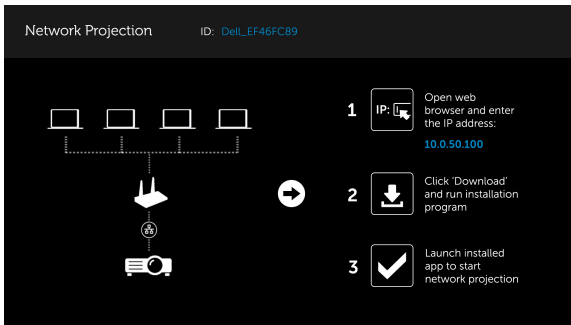 Network Projection
ID: Dell_EF46FC89
1
IP:
Open web
browser and enter
the IP address:
10.0.50.100
2
Click 'Download'
and run installation
program
3
Launch installed
app to start
network projection